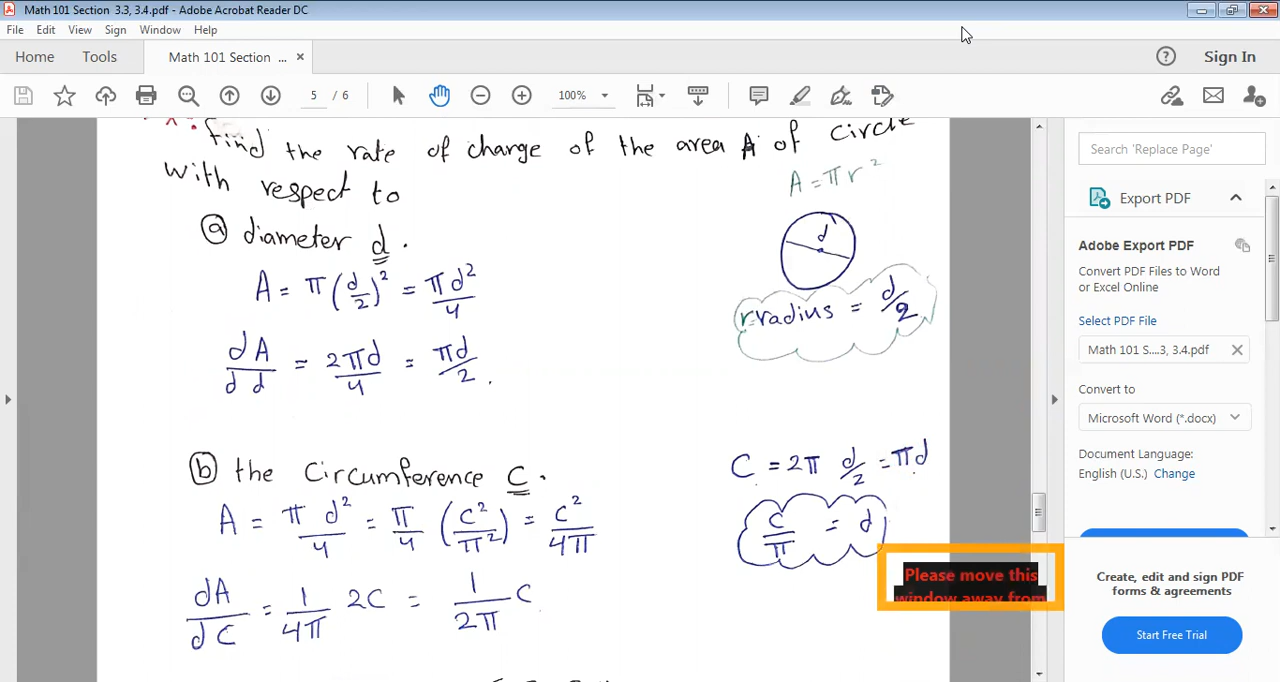 Math 101 Section 3.3, 3.4.pdf - Adobe Acrobat Reader DC
File Edit View Sign Window Help
Home Tools Math 101 Section ... × ? Sign In
5 / 6 100%
find the rate of charge of the area A of circle
with respect to
A = πr²
ⓐ diameter d.
d
A = π(d/2)² = πd²/4
r=radius = d/2
dA/dd = 2πd/4 = πd/2.
ⓑ the Circumference C.
C = 2π d/2 = πd
A = π d²/4 = π/4 (C²/π²) = C²/4π
C/π = d
dA/dC = 1/4π 2C = 1/2π C
Please move this
window away from
Search 'Replace Page'
Export PDF
Adobe Export PDF
Convert PDF Files to Word
or Excel Online
Select PDF File
Math 101 S....3, 3.4.pdf ×
Convert to
Microsoft Word (*.docx)
Document Language:
English (U.S.) Change
Create, edit and sign PDF
forms & agreements
Start Free Trial